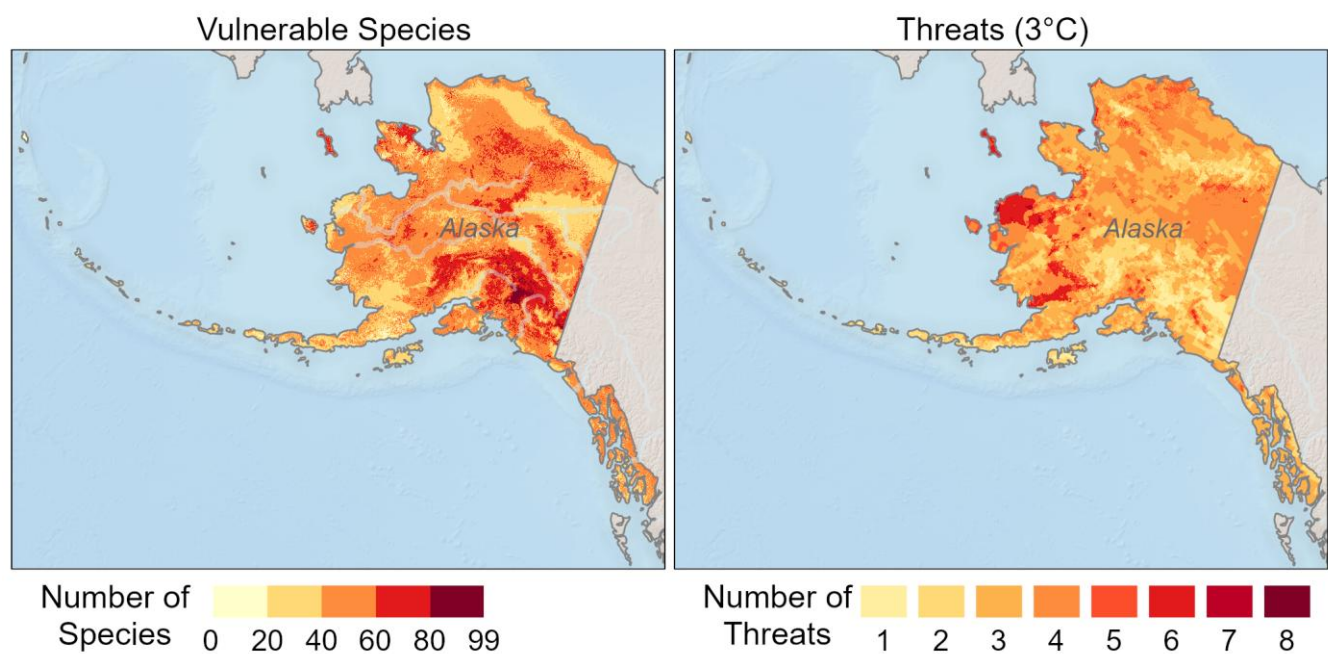 Vulnerable Species
Threats (3°C)
Alaska
Alaska
Number of
Species
0 20 40 60 80 99
Number of
Threats
1 2 3 4 5 6 7 8